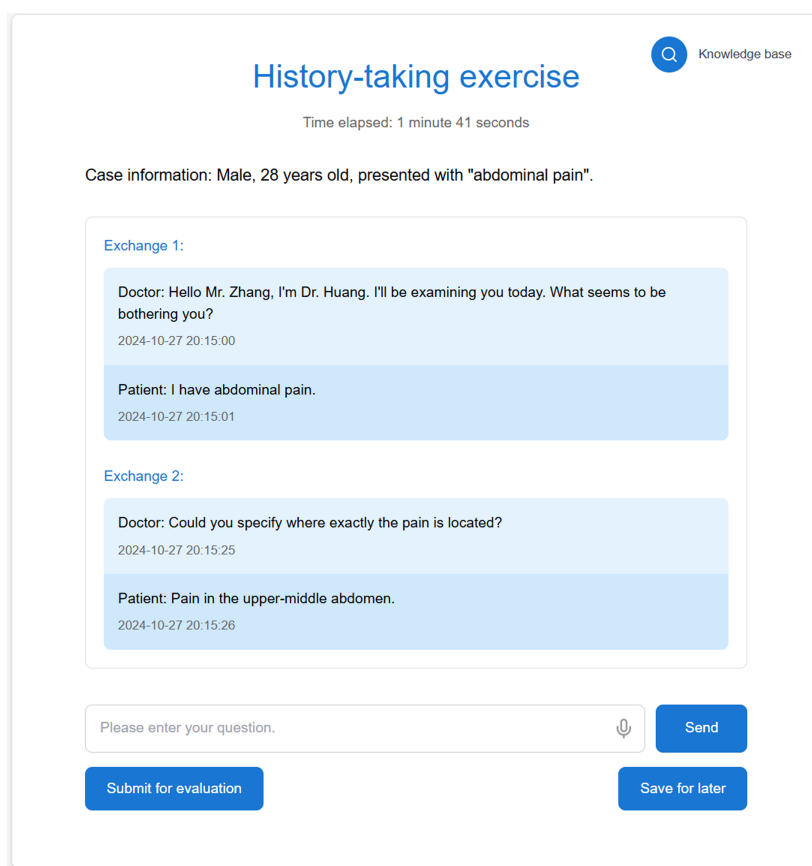 Knowledge base
History-taking exercise
Time elapsed: 1 minute 41 seconds
Case information: Male, 28 years old, presented with "abdominal pain".
Exchange 1:
Doctor: Hello Mr. Zhang, I'm Dr. Huang. I'll be examining you today. What seems to be
bothering you?
2024-10-27 20:15:00
Patient: I have abdominal pain.
2024-10-27 20:15:01
Exchange 2:
Doctor: Could you specify where exactly the pain is located?
2024-10-27 20:15:25
Patient: Pain in the upper-middle abdomen.
2024-10-27 20:15:26
Please enter your question.
Send
Submit for evaluation
Save for later